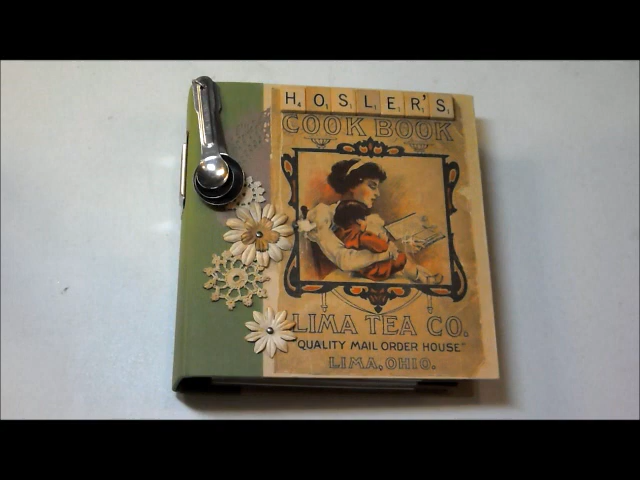 HOSLER'S
COOK BOOK
LIMA TEA CO.
"QUALITY MAIL ORDER HOUSE"
LIMA, OHIO.